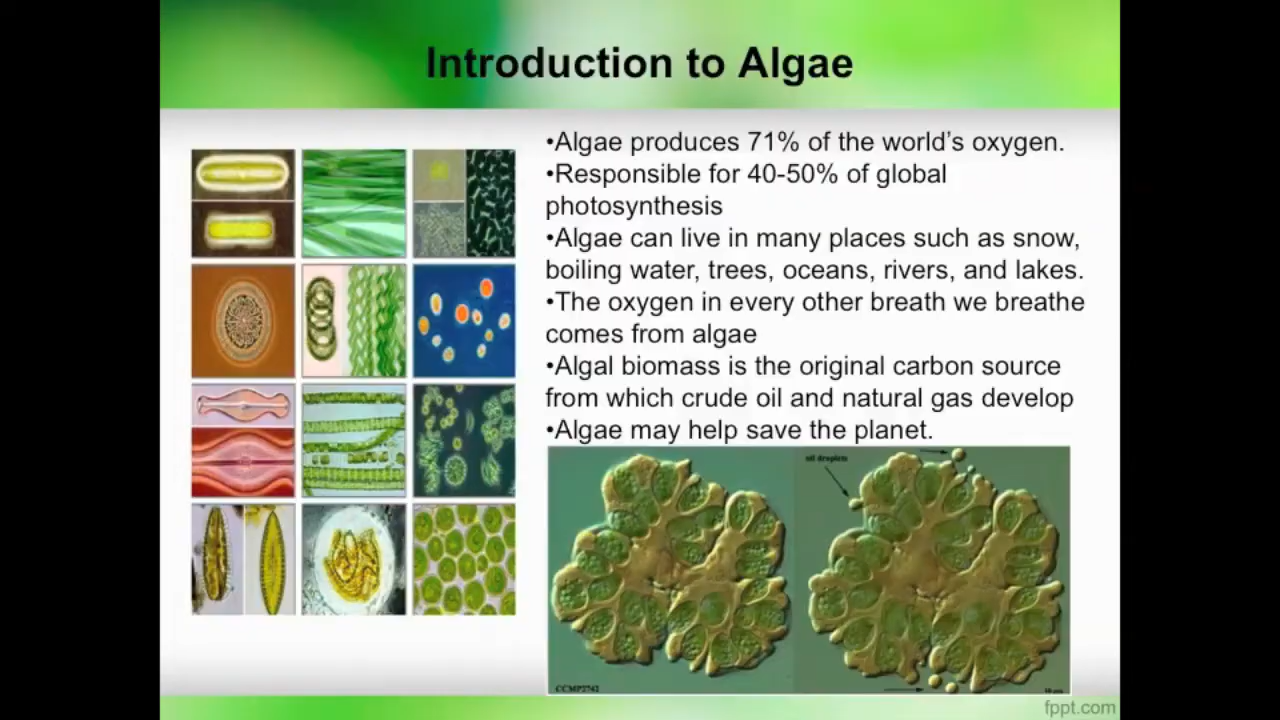 Introduction to Algae
•Algae produces 71% of the world’s oxygen.
•Responsible for 40-50% of global
photosynthesis
•Algae can live in many places such as snow,
boiling water, trees, oceans, rivers, and lakes.
•The oxygen in every other breath we breathe
comes from algae
•Algal biomass is the original carbon source
from which crude oil and natural gas develop
•Algae may help save the planet.
oil droplets
CCMP2742
fppt.com